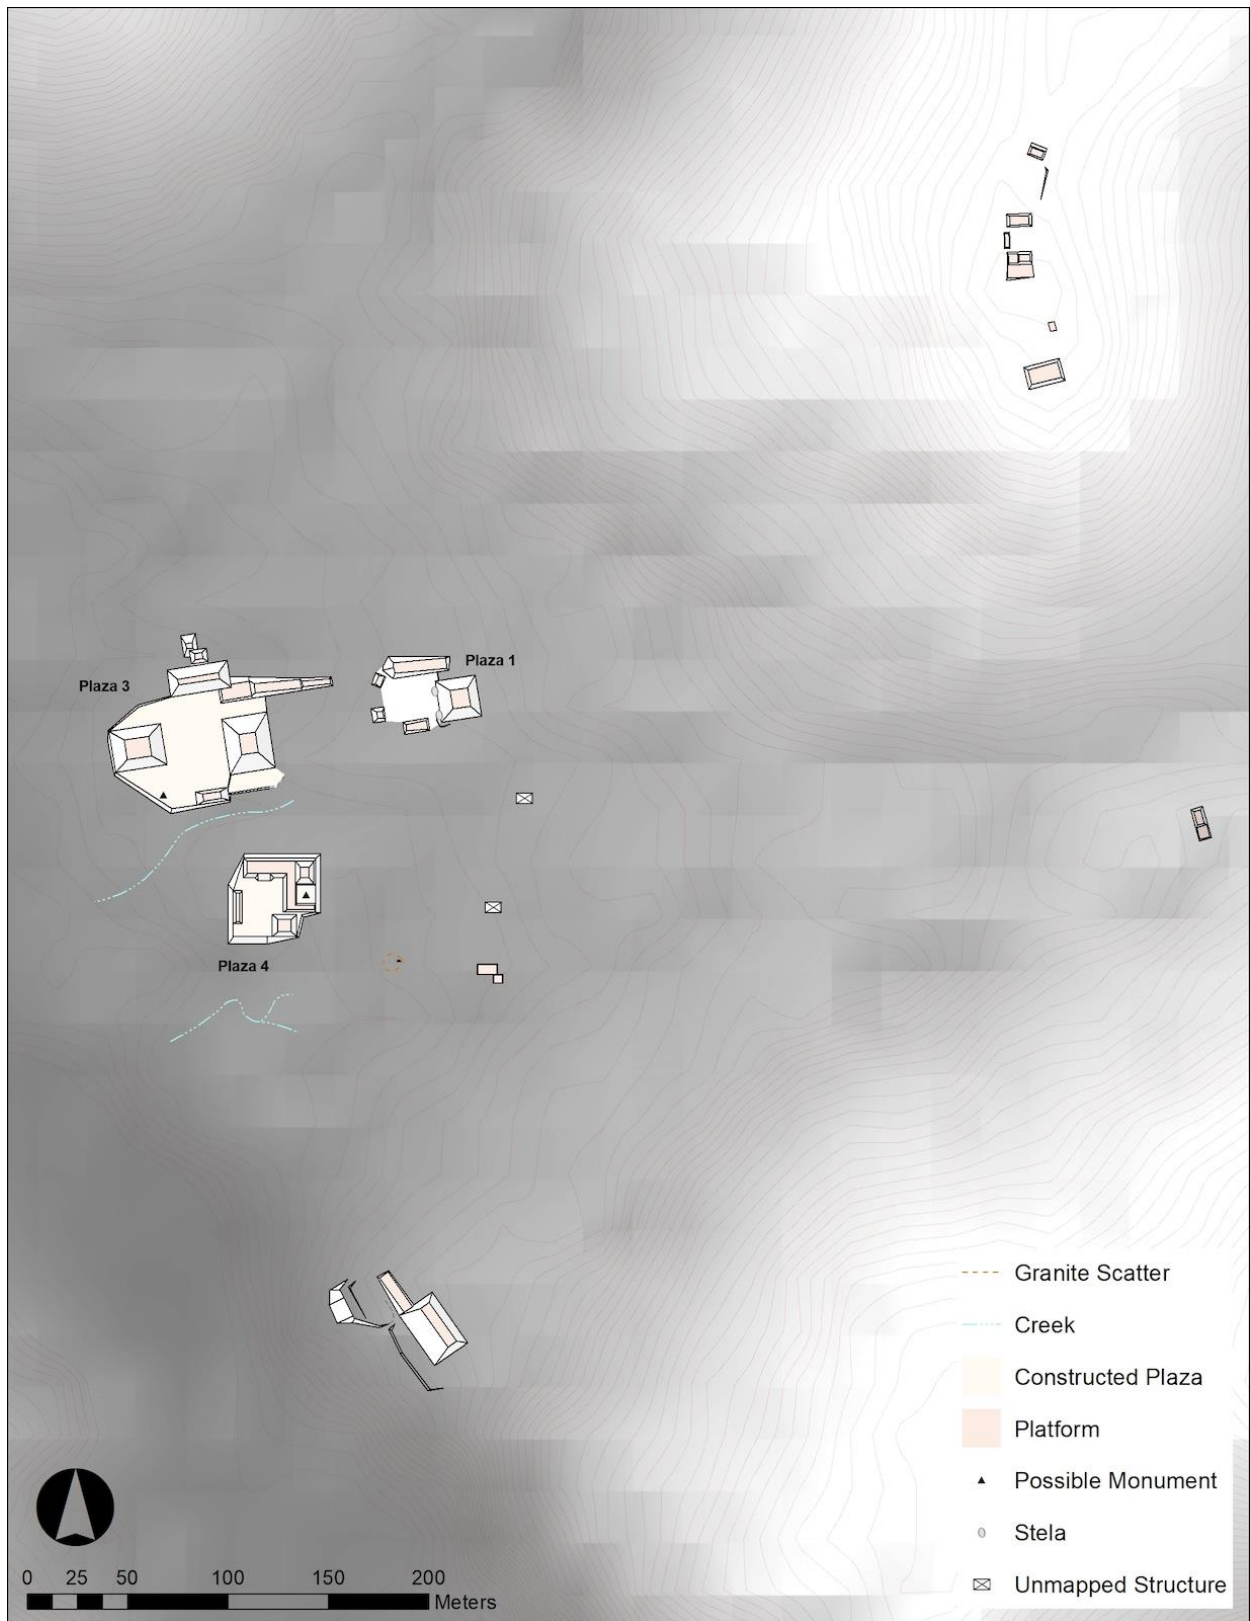 Plaza 1
Plaza 3
Plaza 4
Granite Scatter
Creek
Constructed Plaza
Platform
Possible Monument
Stela
Unmapped Structure
0 25 50 100 150 200
Meters